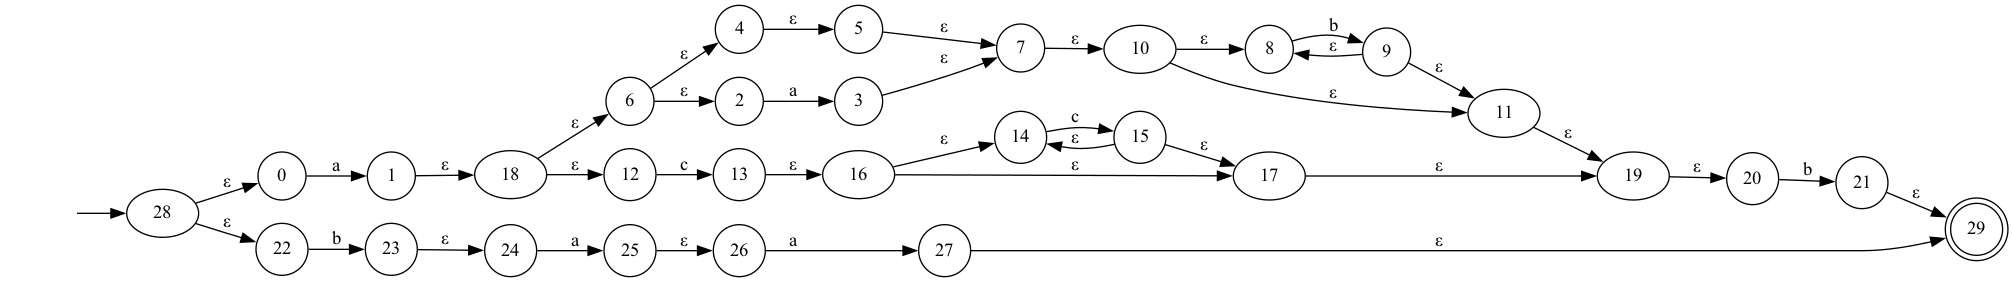 4 ε 5 ε 7 ε 10 ε 8 b ε 9 ε
ε 6 ε 2 a 3 ε ε 11 ε
ε 14 c ε 15 ε
28 ε 0 a 1 ε 18 ε ε 12 c 13 ε 16 ε ε 17 ε 19 ε 20 b 21 ε 29
ε 22 b 23 ε 24 a 25 ε 26 a 27 ε